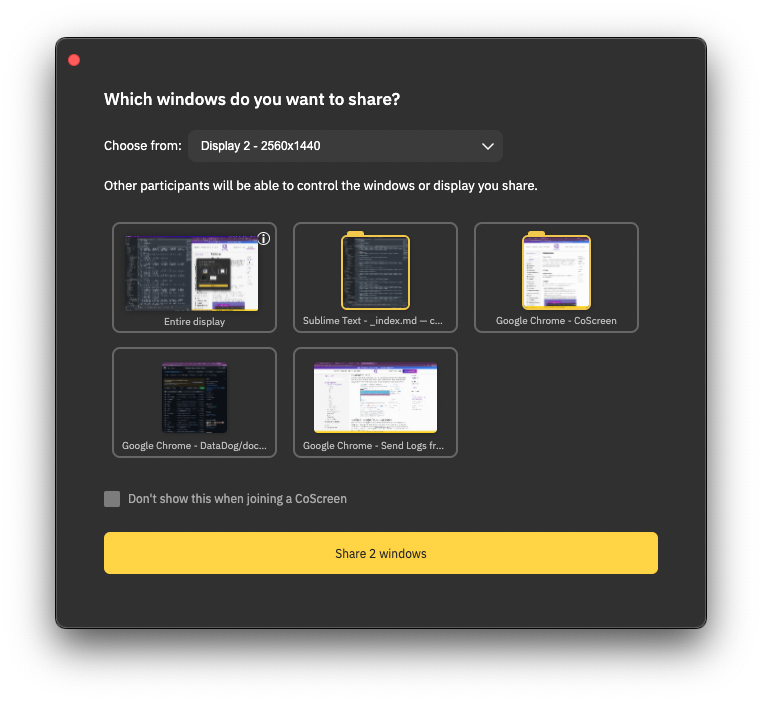 Which windows do you want to share?
Choose from: Display 2 - 2560x1440
Other participants will be able to control the windows or display you share.
Entire display
Sublime Text - _index.md — c...
Google Chrome - CoScreen
Google Chrome - DataDog/doc...
Google Chrome - Send Logs fr...
Don't show this when joining a CoScreen
Share 2 windows